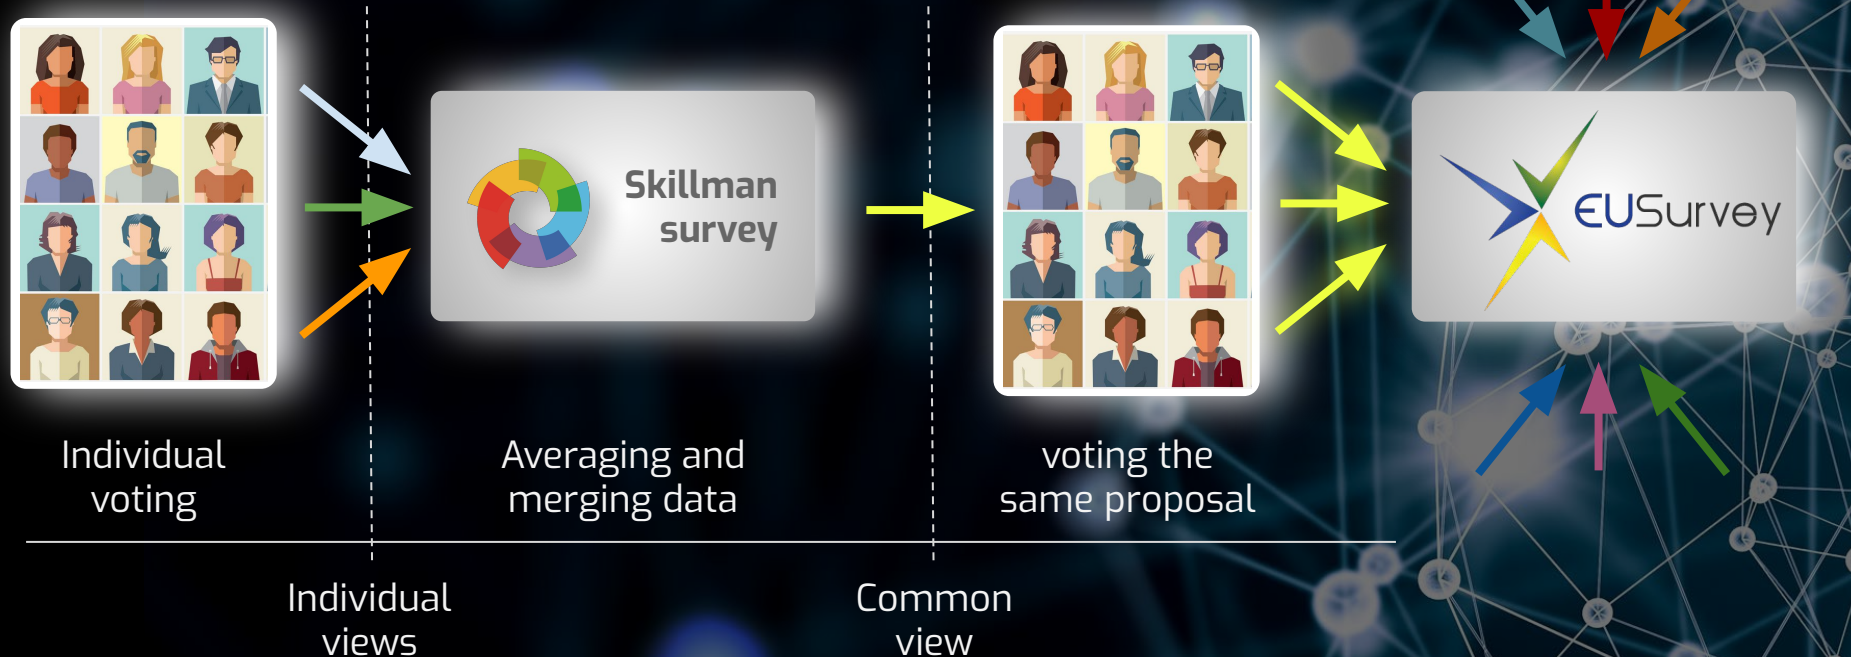 Skillman
survey
EUSurvey
Individual
voting
Averaging and
merging data
voting the
same proposal
Individual
views
Common
view